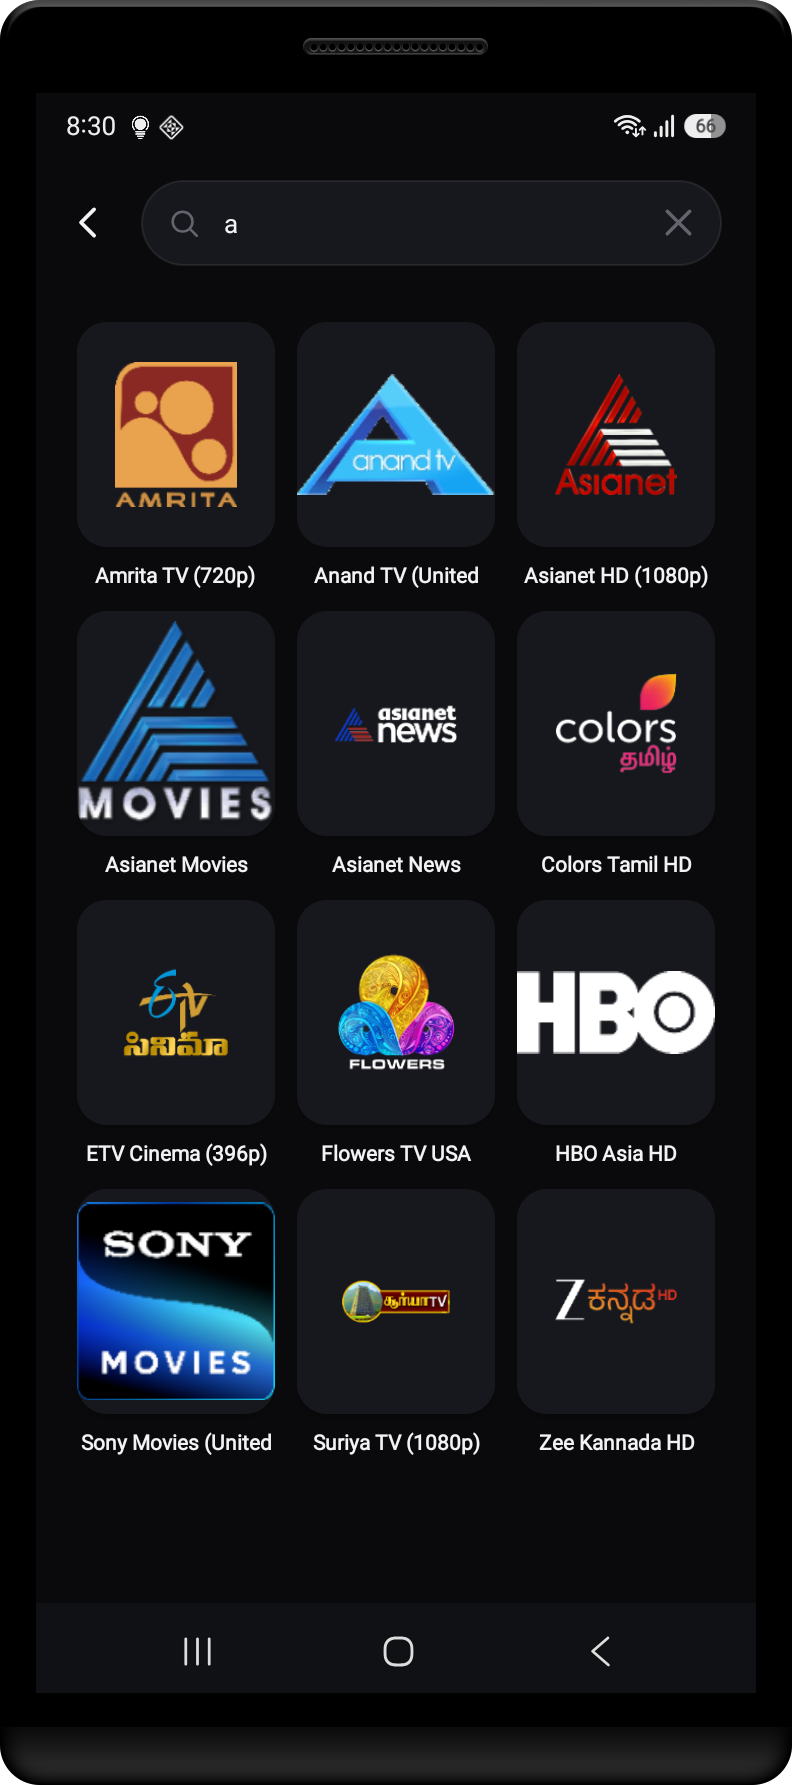 8:30
66
a
AMRITA
anand tv
Asianet
Amrita TV (720p)
Anand TV (United
Asianet HD (1080p)
MOVIES
asianet
news
colors
தமிழ்
Asianet Movies
Asianet News
Colors Tamil HD
ETV
సినిమా
FLOWERS
HBO
ETV Cinema (396p)
Flowers TV USA
HBO Asia HD
SONY
MOVIES
சூர்யா TV
Z ಕನ್ನಡ HD
Sony Movies (United
Suriya TV (1080p)
Zee Kannada HD